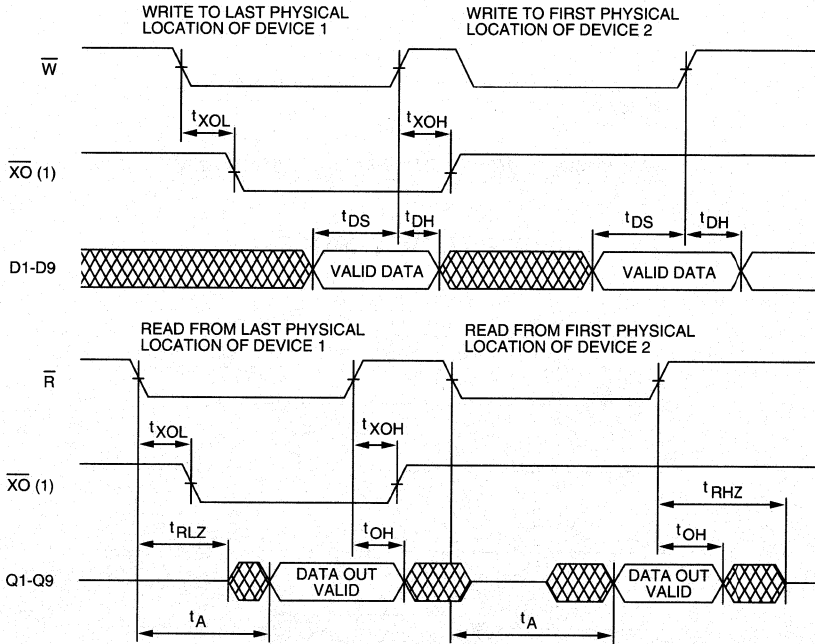 WRITE TO LAST PHYSICAL
LOCATION OF DEVICE 1
WRITE TO FIRST PHYSICAL
LOCATION OF DEVICE 2
W
tXOL
tXOH
XO (1)
tDS
tDH
tDS
tDH
D1-D9
VALID DATA
VALID DATA
READ FROM LAST PHYSICAL
LOCATION OF DEVICE 1
READ FROM FIRST PHYSICAL
LOCATION OF DEVICE 2
R
tXOL
tXOH
XO (1)
tRHZ
tRLZ
tOH
tOH
Q1-Q9
DATA OUT
VALID
DATA OUT
VALID
tA
tA